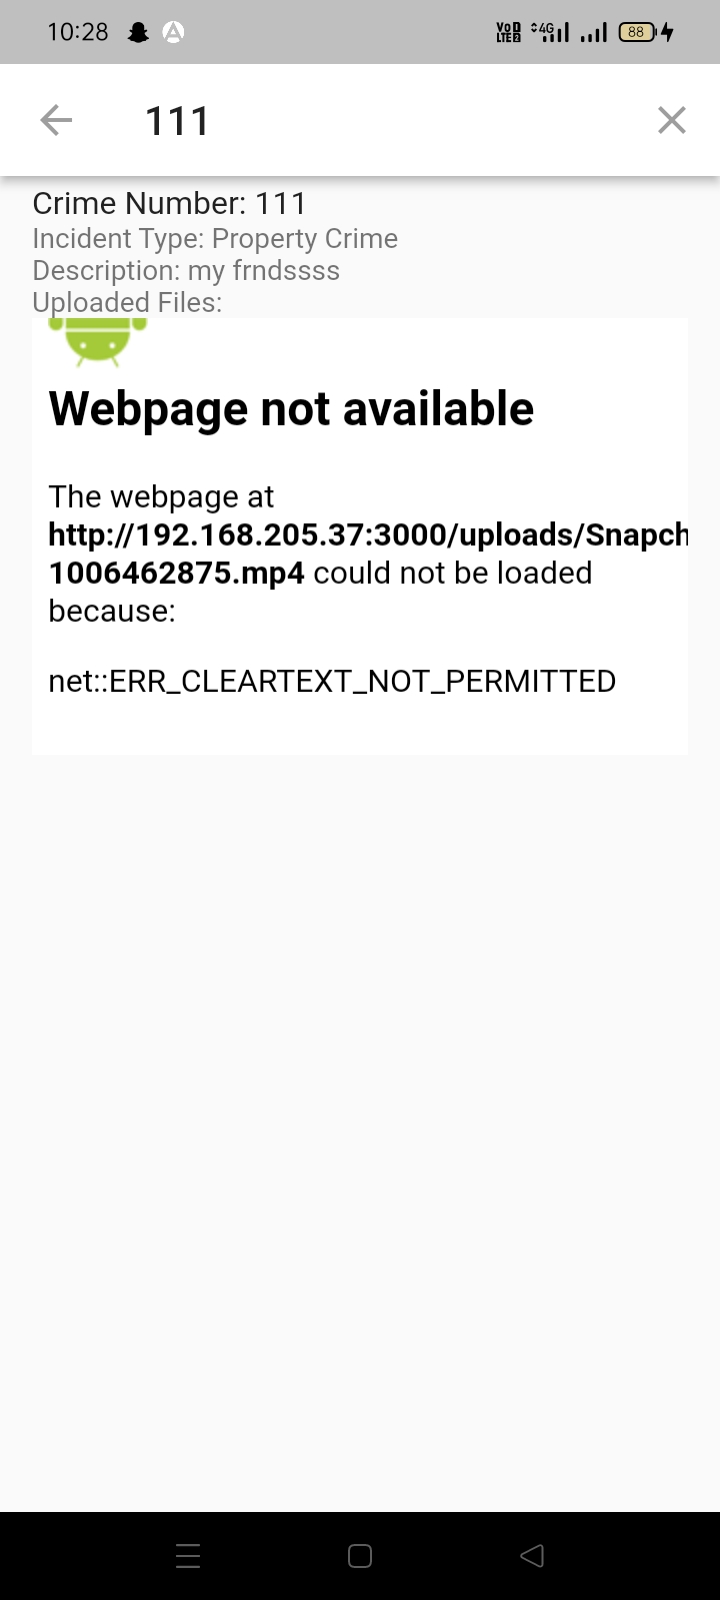 10:28
VoD 4G
LTE2 88
111
Crime Number: 111
Incident Type: Property Crime
Description: my frndssss
Uploaded Files:
Webpage not available
The webpage at
http://192.168.205.37:3000/uploads/Snapch
1006462875.mp4 could not be loaded
because:
net::ERR_CLEARTEXT_NOT_PERMITTED